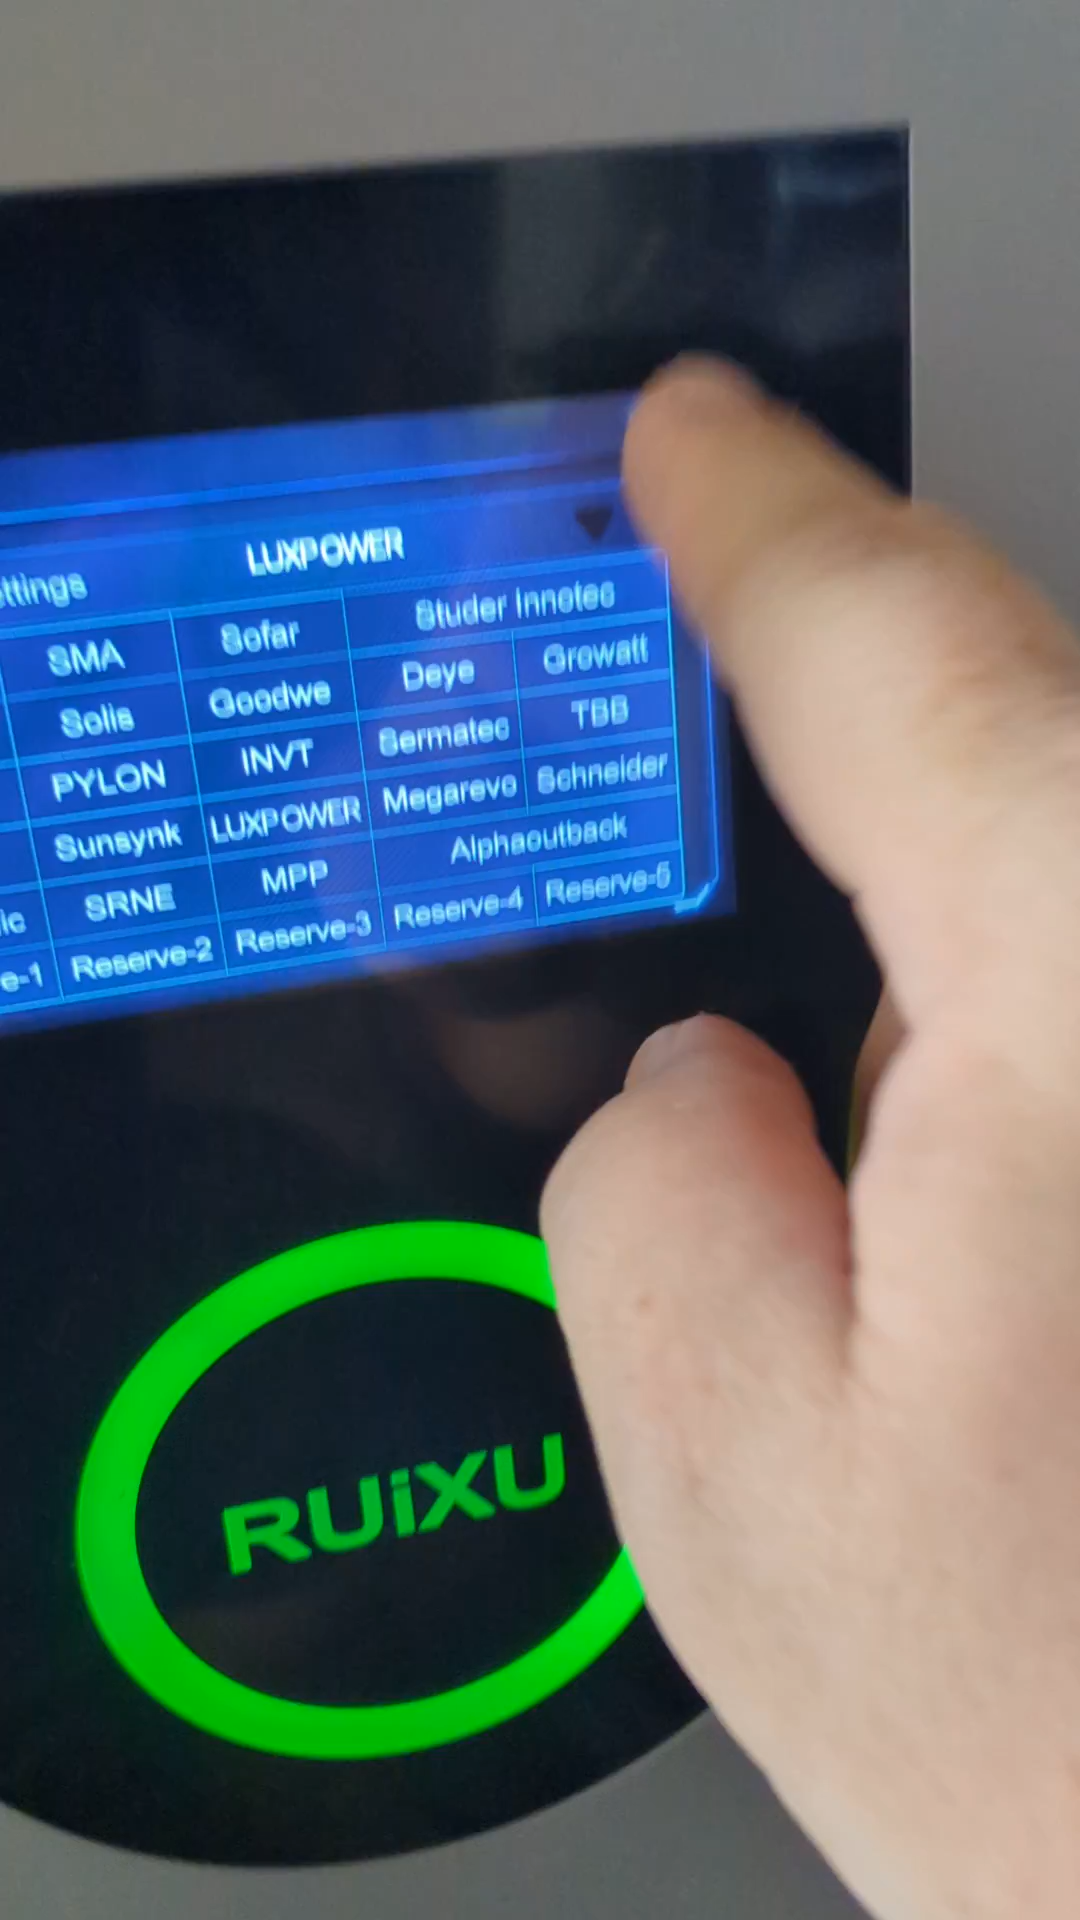 ttings LUXPOWER
SMA Sofar Studer Innotec
Solis Goodwe Deye Growatt
PYLON INVT Sermatec TBB
Sunsynk LUXPOWER Megarevo Schneider
ic SRNE MPP Alphaoutback
e-1 Reserve-2 Reserve-3 Reserve-4 Reserve-5
RUiXU